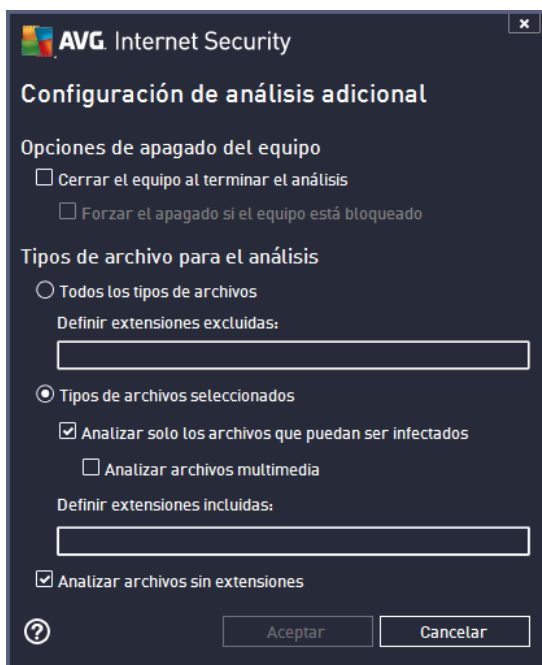 AVG. Internet Security
Configuración de análisis adicional
Opciones de apagado del equipo
Cerrar el equipo al terminar el análisis
Forzar el apagado si el equipo está bloqueado
Tipos de archivo para el análisis
Todos los tipos de archivos
Definir extensiones excluidas:
Tipos de archivos seleccionados
Analizar solo los archivos que puedan ser infectados
Analizar archivos multimedia
Definir extensiones incluidas:
Analizar archivos sin extensiones
Aceptar
Cancelar